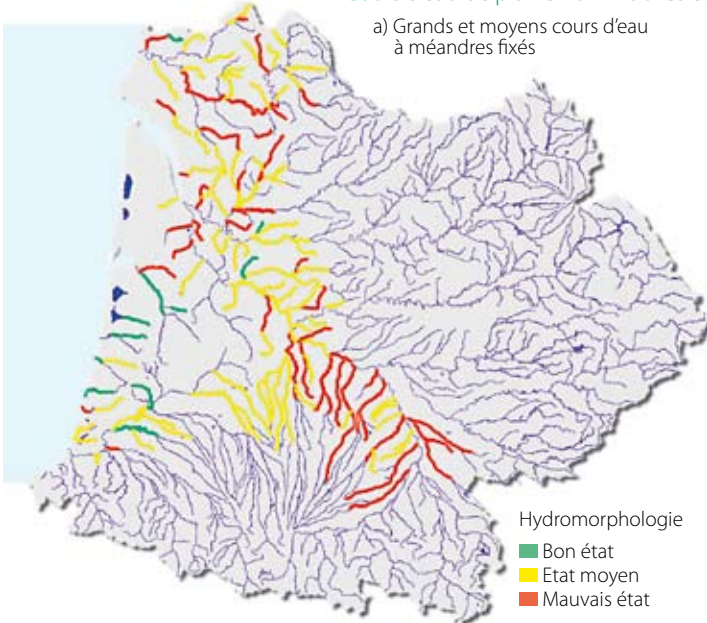 a) Grands et moyens cours d'eau
à méandres fixés
Hydromorphologie
Bon état
Etat moyen
Mauvais état